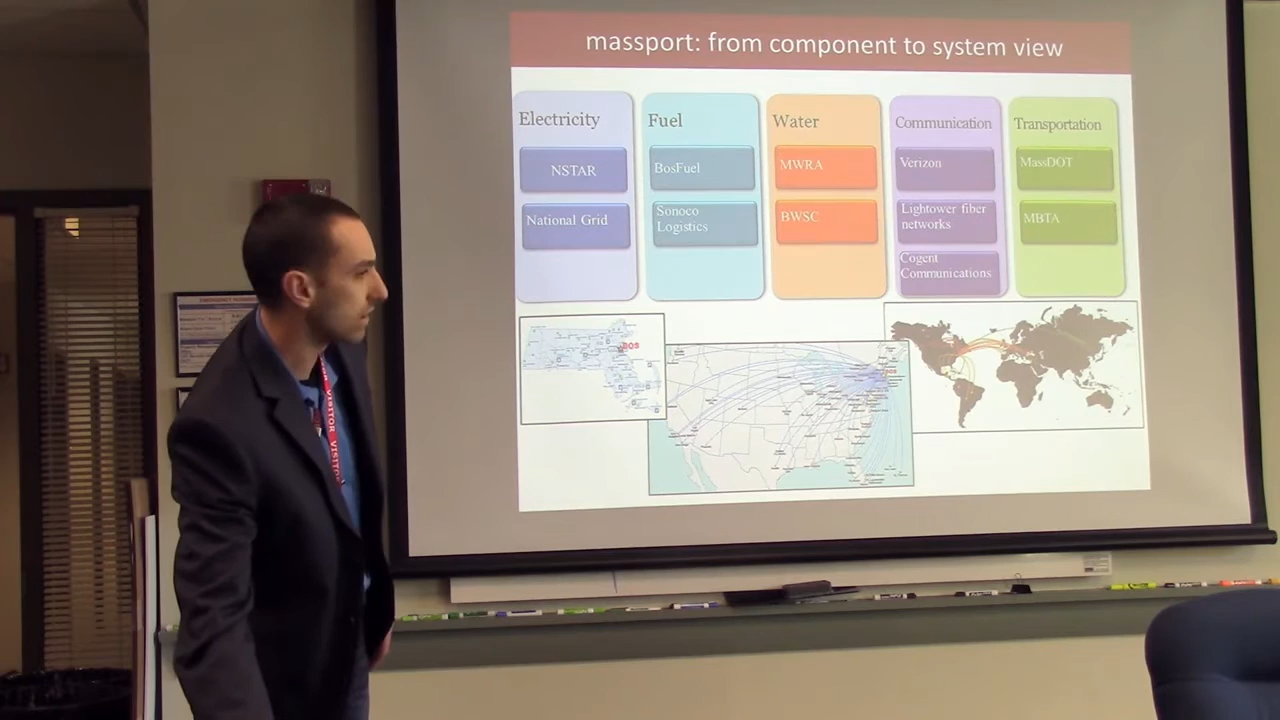 massport: from component to system view
Electricity
NSTAR
National Grid
Fuel
BosFuel
Sonoco
Logistics
Water
MWRA
BWSC
Communication
Verizon
Lightower fiber
networks
Cogent
Communications
Transportation
MassDOT
MBTA
BOS
VISITOR VISITOR